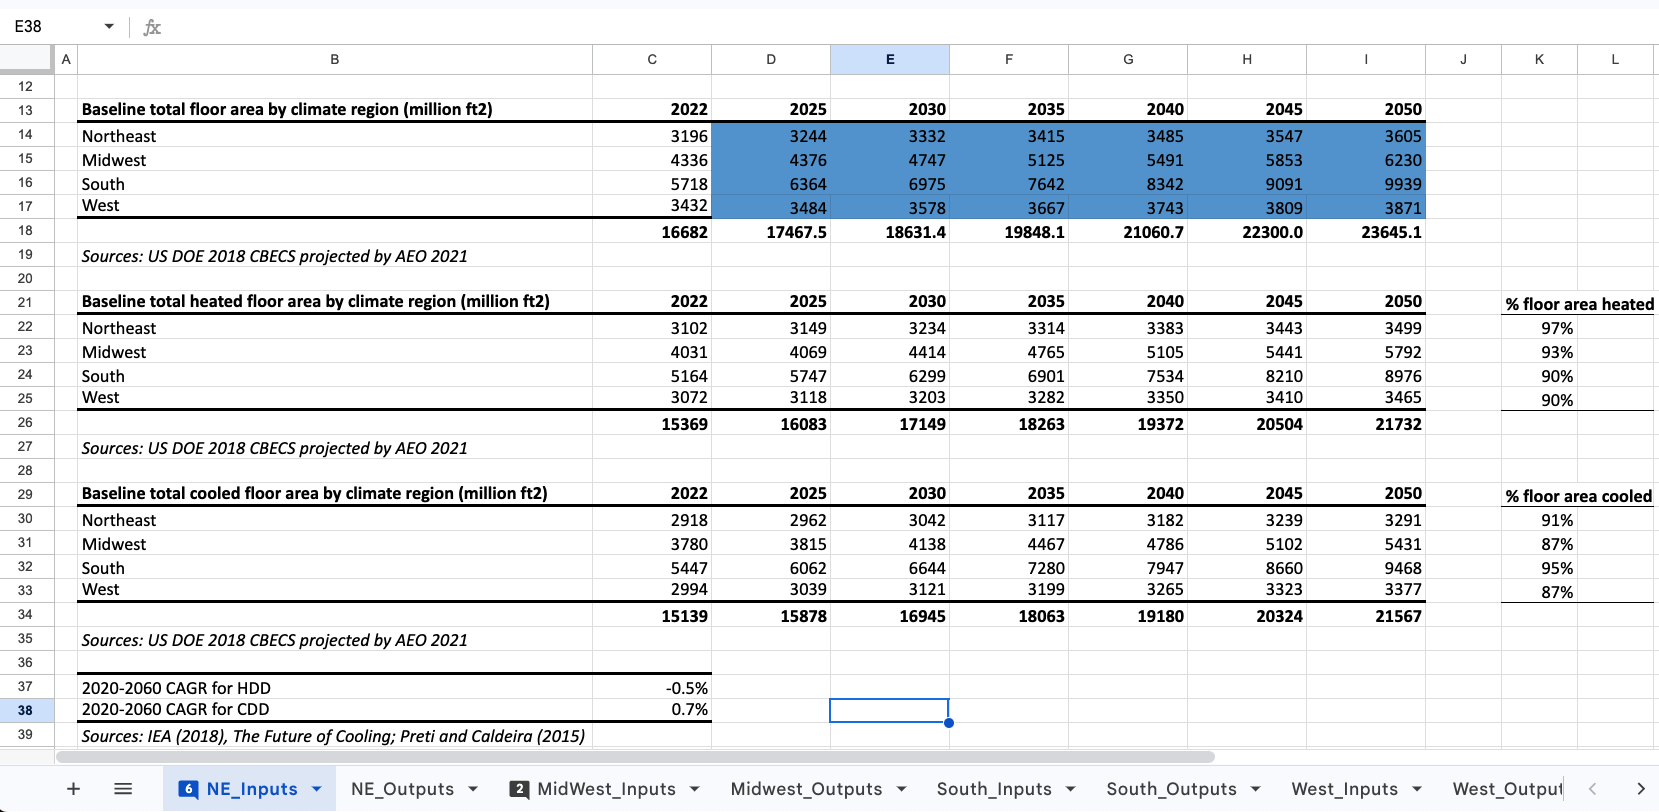 E38 fx
A B C D E F G H I J K L
12
13 Baseline total floor area by climate region (million ft2) 2022 2025 2030 2035 2040 2045 2050
14 Northeast 3196 3244 3332 3415 3485 3547 3605
15 Midwest 4336 4376 4747 5125 5491 5853 6230
16 South 5718 6364 6975 7642 8342 9091 9939
17 West 3432 3484 3578 3667 3743 3809 3871
18 16682 17467.5 18631.4 19848.1 21060.7 22300.0 23645.1
19 Sources: US DOE 2018 CBECS projected by AEO 2021
20
21 Baseline total heated floor area by climate region (million ft2) 2022 2025 2030 2035 2040 2045 2050 % floor area heated
22 Northeast 3102 3149 3234 3314 3383 3443 3499 97%
23 Midwest 4031 4069 4414 4765 5105 5441 5792 93%
24 South 5164 5747 6299 6901 7534 8210 8976 90%
25 West 3072 3118 3203 3282 3350 3410 3465 90%
26 15369 16083 17149 18263 19372 20504 21732
27 Sources: US DOE 2018 CBECS projected by AEO 2021
28
29 Baseline total cooled floor area by climate region (million ft2) 2022 2025 2030 2035 2040 2045 2050 % floor area cooled
30 Northeast 2918 2962 3042 3117 3182 3239 3291 91%
31 Midwest 3780 3815 4138 4467 4786 5102 5431 87%
32 South 5447 6062 6644 7280 7947 8660 9468 95%
33 West 2994 3039 3121 3199 3265 3323 3377 87%
34 15139 15878 16945 18063 19180 20324 21567
35 Sources: US DOE 2018 CBECS projected by AEO 2021
36
37 2020-2060 CAGR for HDD -0.5%
38 2020-2060 CAGR for CDD 0.7%
39 Sources: IEA (2018), The Future of Cooling; Preti and Caldeira (2015)
+ 6 NE_Inputs NE_Outputs 2 MidWest_Inputs Midwest_Outputs South_Inputs South_Outputs West_Inputs West_Output